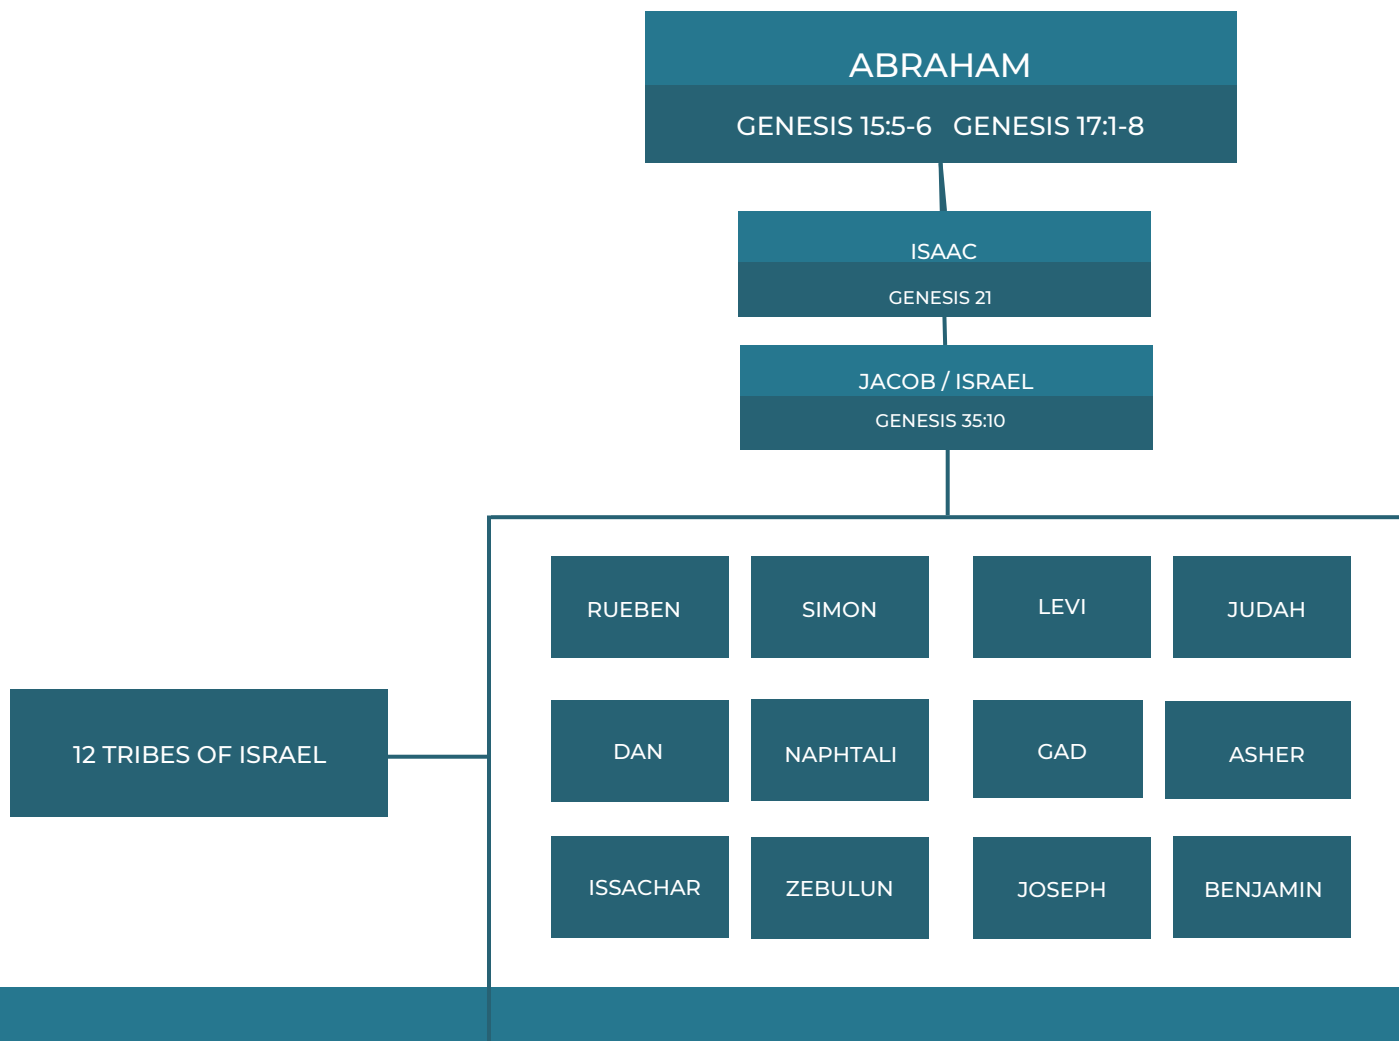 ABRAHAM
GENESIS 15:5-6 GENESIS 17:1-8
ISAAC
GENESIS 21
JACOB / ISRAEL
GENESIS 35:10
RUEBEN
SIMON
LEVI
JUDAH
12 TRIBES OF ISRAEL
DAN
NAPHTALI
GAD
ASHER
ISSACHAR
ZEBULUN
JOSEPH
BENJAMIN